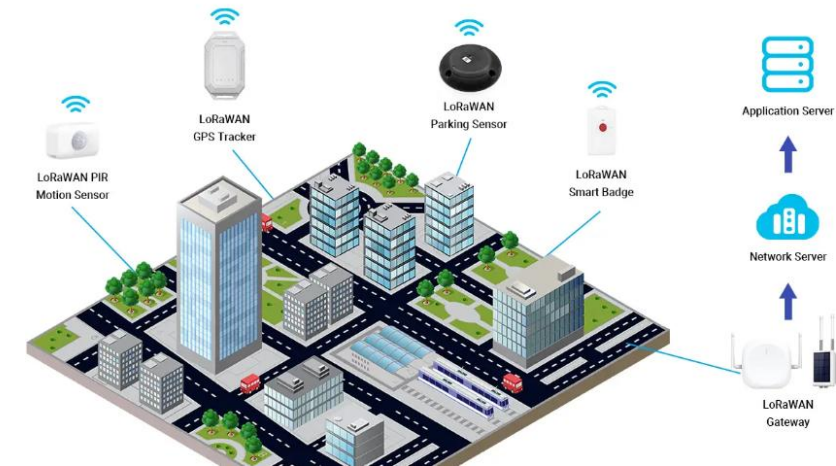 LoRaWAN
GPS Tracker
LoRaWAN
Parking Sensor
Application Server
LoRaWAN PIR
Motion Sensor
LoRaWAN
Smart Badge
Network Server
LoRaWAN
Gateway